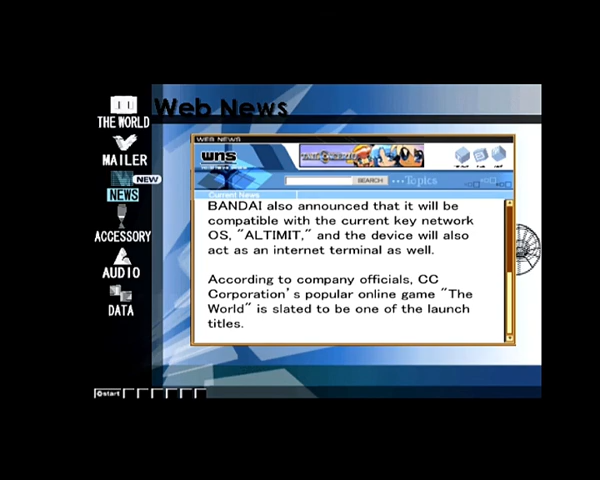 Web News
THE WORLD
MAILER
NEW
NEWS
ACCESSORY
AUDIO
DATA
WEB NEWS
wns
SEARCH
Topics
Current News
BANDAI also announced that it will be
compatible with the current key network
OS, "ALTIMIT," and the device will also
act as an internet terminal as well.
According to company officials, CC
Corporation's popular online game "The
World" is slated to be one of the launch
titles.
start